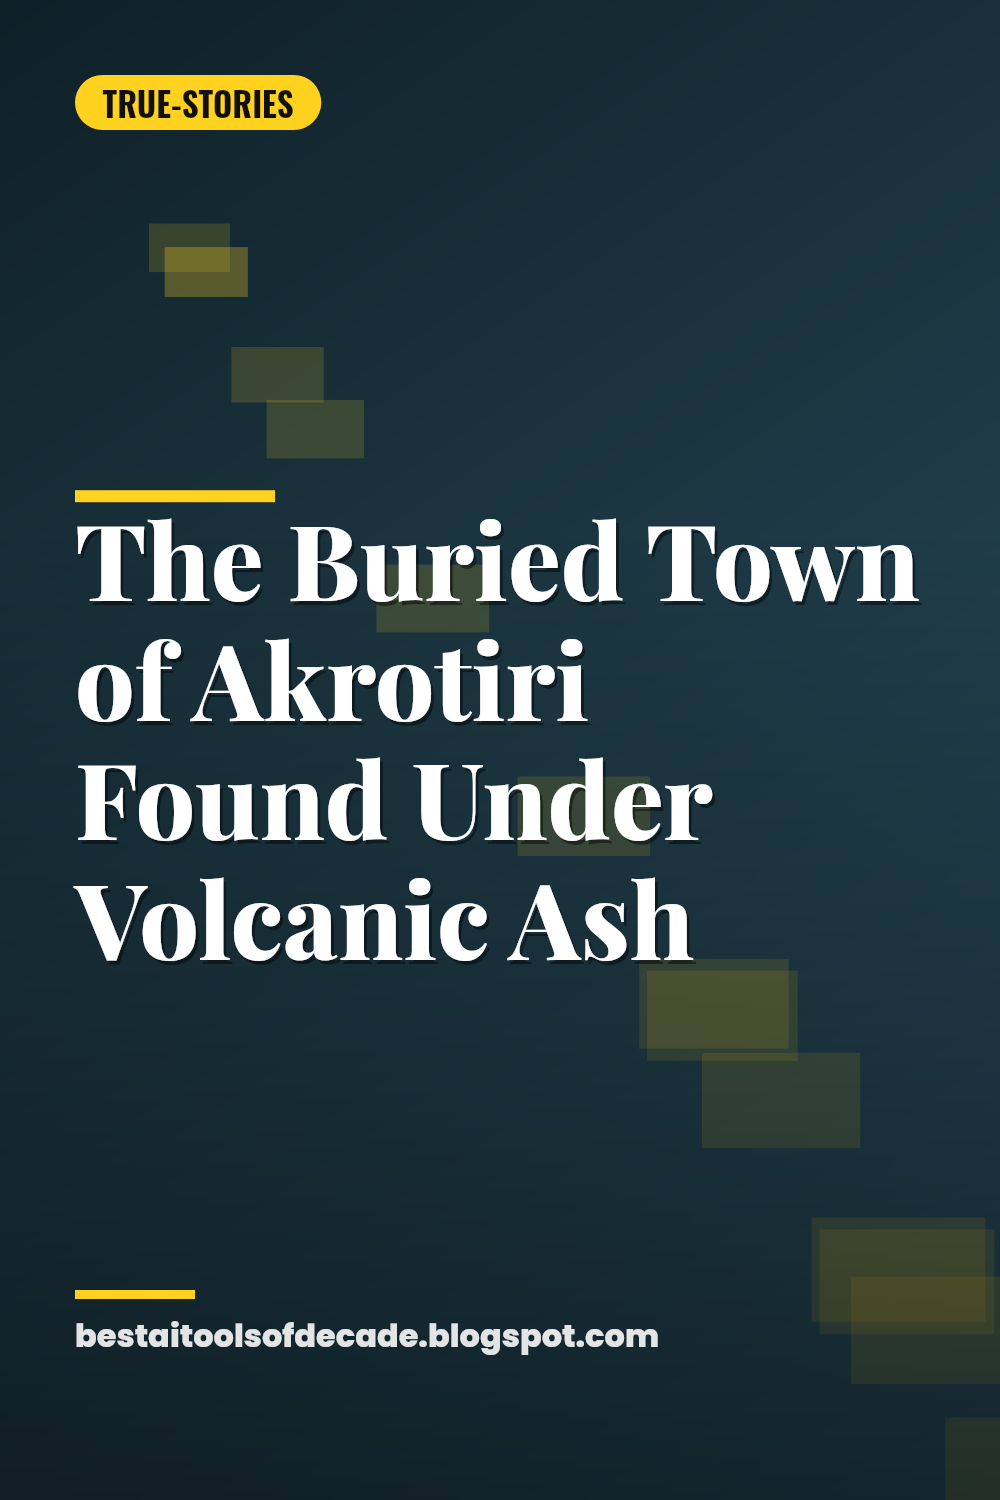 TRUE-STORIES
The Buried Town
of Akrotiri
Found Under
Volcanic Ash
bestaitoolsofdecade.blogspot.com